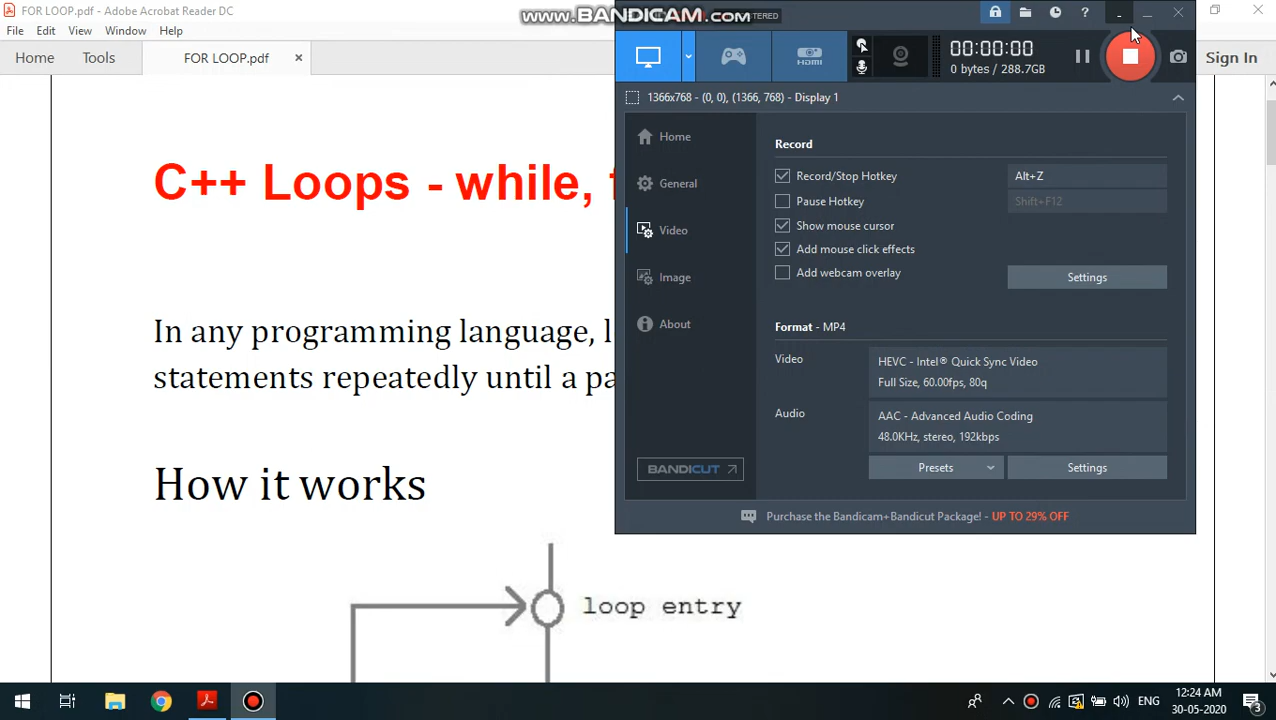 FOR LOOP.pdf - Adobe Acrobat Reader DC
File Edit View Window Help
Home Tools FOR LOOP.pdf × Sign In
www.BANDICAM.com
00:00:00
0 bytes / 288.7GB
HDMI
1366x768 - (0, 0), (1366, 768) - Display 1
Home
General
Video
Image
About
BANDICUT
Record
Record/Stop Hotkey Alt+Z
Pause Hotkey Shift+F12
Show mouse cursor
Add mouse click effects
Add webcam overlay
Settings
Format - MP4
Video HEVC - Intel® Quick Sync Video
Full Size, 60.00fps, 80q
Audio AAC - Advanced Audio Coding
48.0KHz, stereo, 192kbps
Presets Settings
Purchase the Bandicam+Bandicut Package! - UP TO 29% OFF
C++ Loops - while,
In any programming language,
statements repeatedly until a
How it works
loop entry
ENG
12:24 AM
30-05-2020
3